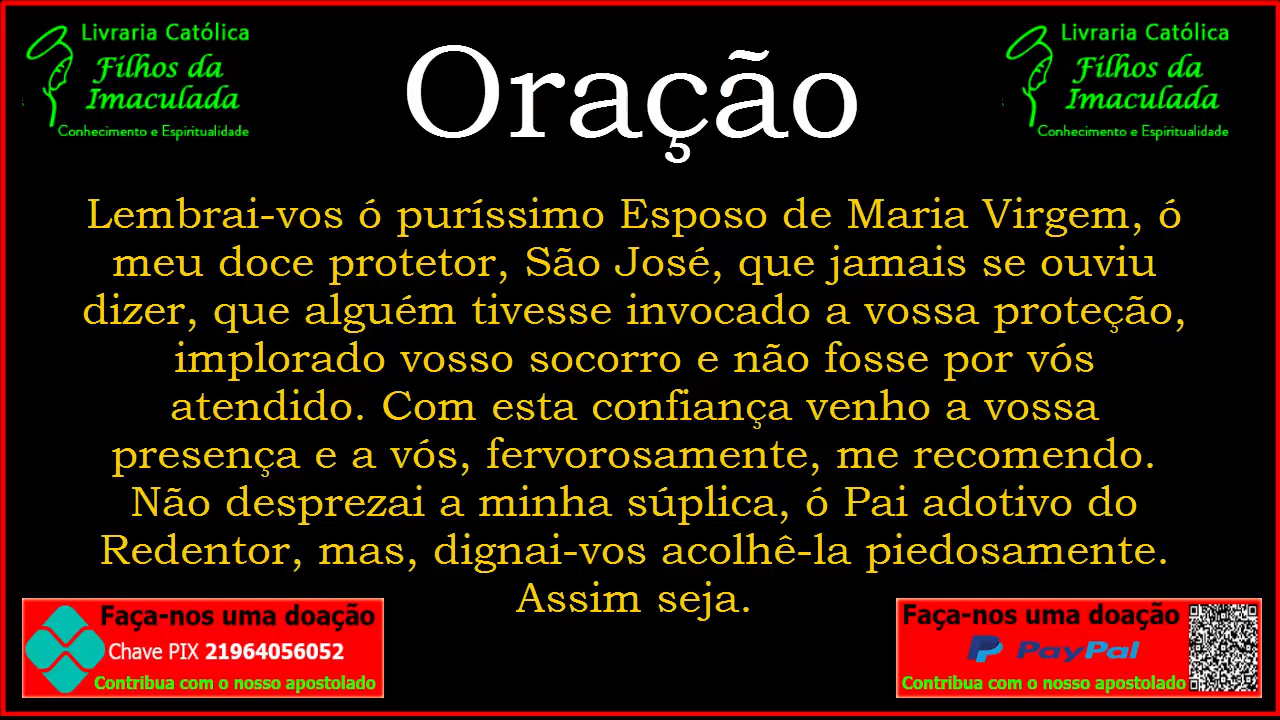 Livraria Católica
Filhos da
Imaculada
Conhecimento e Espiritualidade
Oração
Livraria Católica
Filhos da
Imaculada
Conhecimento e Espiritualidade
Lembrai-vos ó puríssimo Esposo de Maria Virgem, ó
meu doce protetor, São José, que jamais se ouviu
dizer, que alguém tivesse invocado a vossa proteção,
implorado vosso socorro e não fosse por vós
atendido. Com esta confiança venho a vossa
presença e a vós, fervorosamente, me recomendo.
Não desprezai a minha súplica, ó Pai adotivo do
Redentor, mas, dignai-vos acolhê-la piedosamente.
Assim seja.
Faça-nos uma doação
Chave PIX 21964056052
Contribua com o nosso apostolado
Faça-nos uma doação
PayPal
Contribua com o nosso apostolado